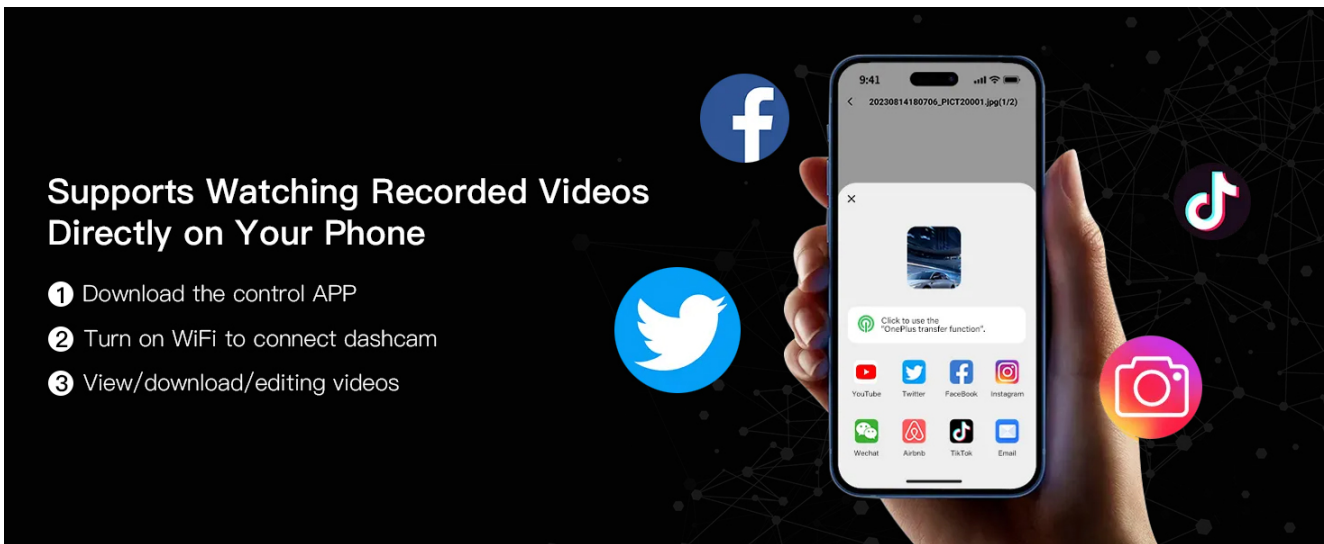 Supports Watching Recorded Videos
Directly on Your Phone
1 Download the control APP
2 Turn on WiFi to connect dashcam
3 View/download/editing videos
9:41
20230814180706_PICT20001.jpg(1/2)
Click to use the
"OnePlus transfer function".
YouTube Twitter FaceBook Instagram
Wechat Airbnb TikTok Email